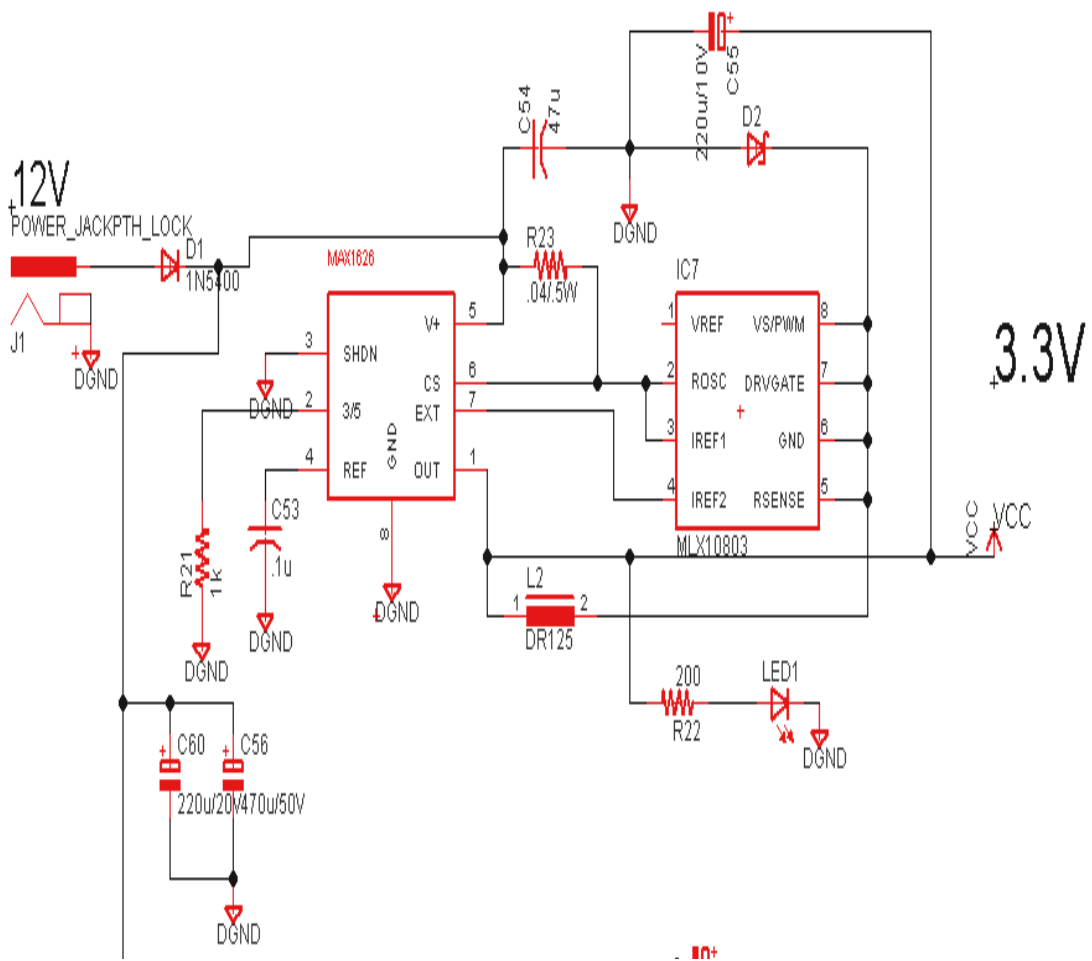 12V
POWER_JACKPTH_LOCK
J1
DGND
D1
1N5400
MAX1626
3 SHDN
2 3/5
4 REF
GND
8
V+ 5
CS 6
EXT 7
OUT 1
DGND
DGND
R21
1k
DGND
C53
.1u
DGND
C54
47u
220u/10V
C55
D2
DGND
R23
.04/.5W
IC7
1 VREF
2 ROSC
3 IREF1
4 IREF2
VS/PWM 8
DRVGATE 7
GND 6
RSENSE 5
MLX10803
3.3V
VCC
VCC
L2
1 2
DR125
200
R22
LED1
DGND
C60
220u/20V
C56
470u/50V
DGND